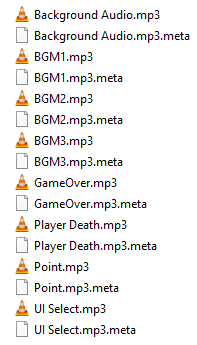 Background Audio.mp3
Background Audio.mp3.meta
BGM1.mp3
BGM1.mp3.meta
BGM2.mp3
BGM2.mp3.meta
BGM3.mp3
BGM3.mp3.meta
GameOver.mp3
GameOver.mp3.meta
Player Death.mp3
Player Death.mp3.meta
Point.mp3
Point.mp3.meta
UI Select.mp3
UI Select.mp3.meta